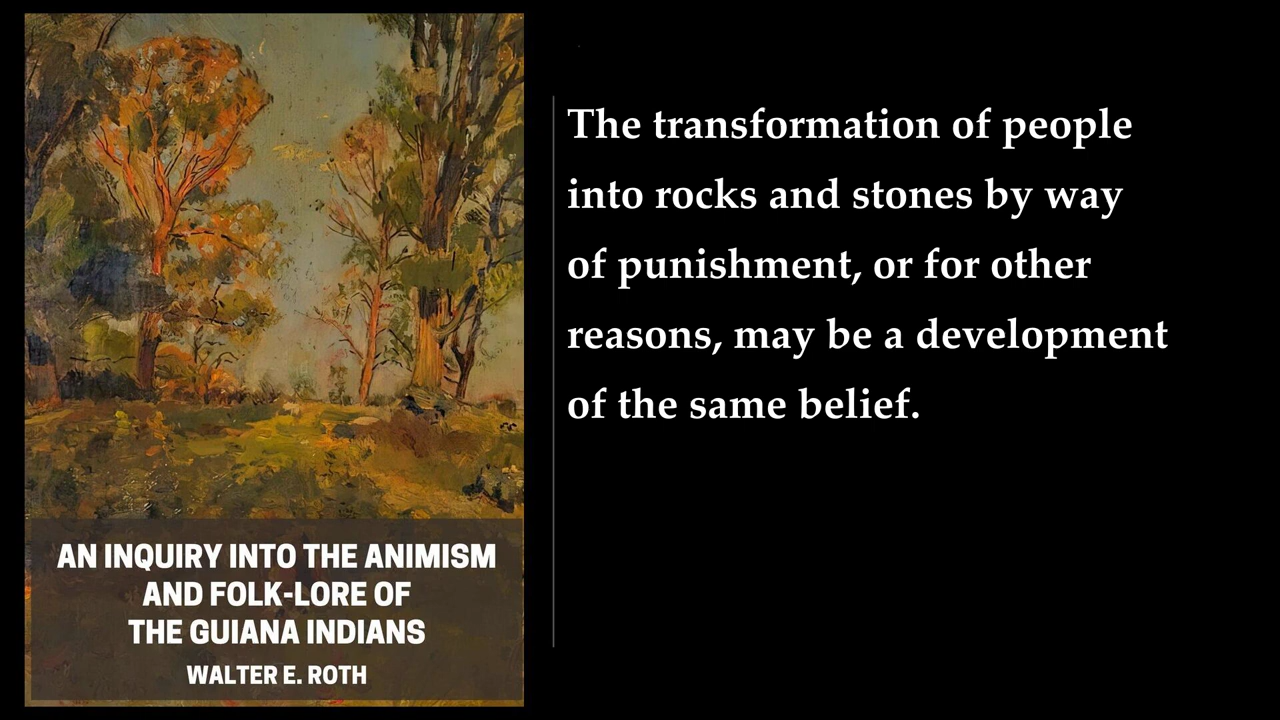 The transformation of people
into rocks and stones by way
of punishment, or for other
reasons, may be a development
of the same belief.
AN INQUIRY INTO THE ANIMISM
AND FOLK-LORE OF
THE GUIANA INDIANS
WALTER E. ROTH